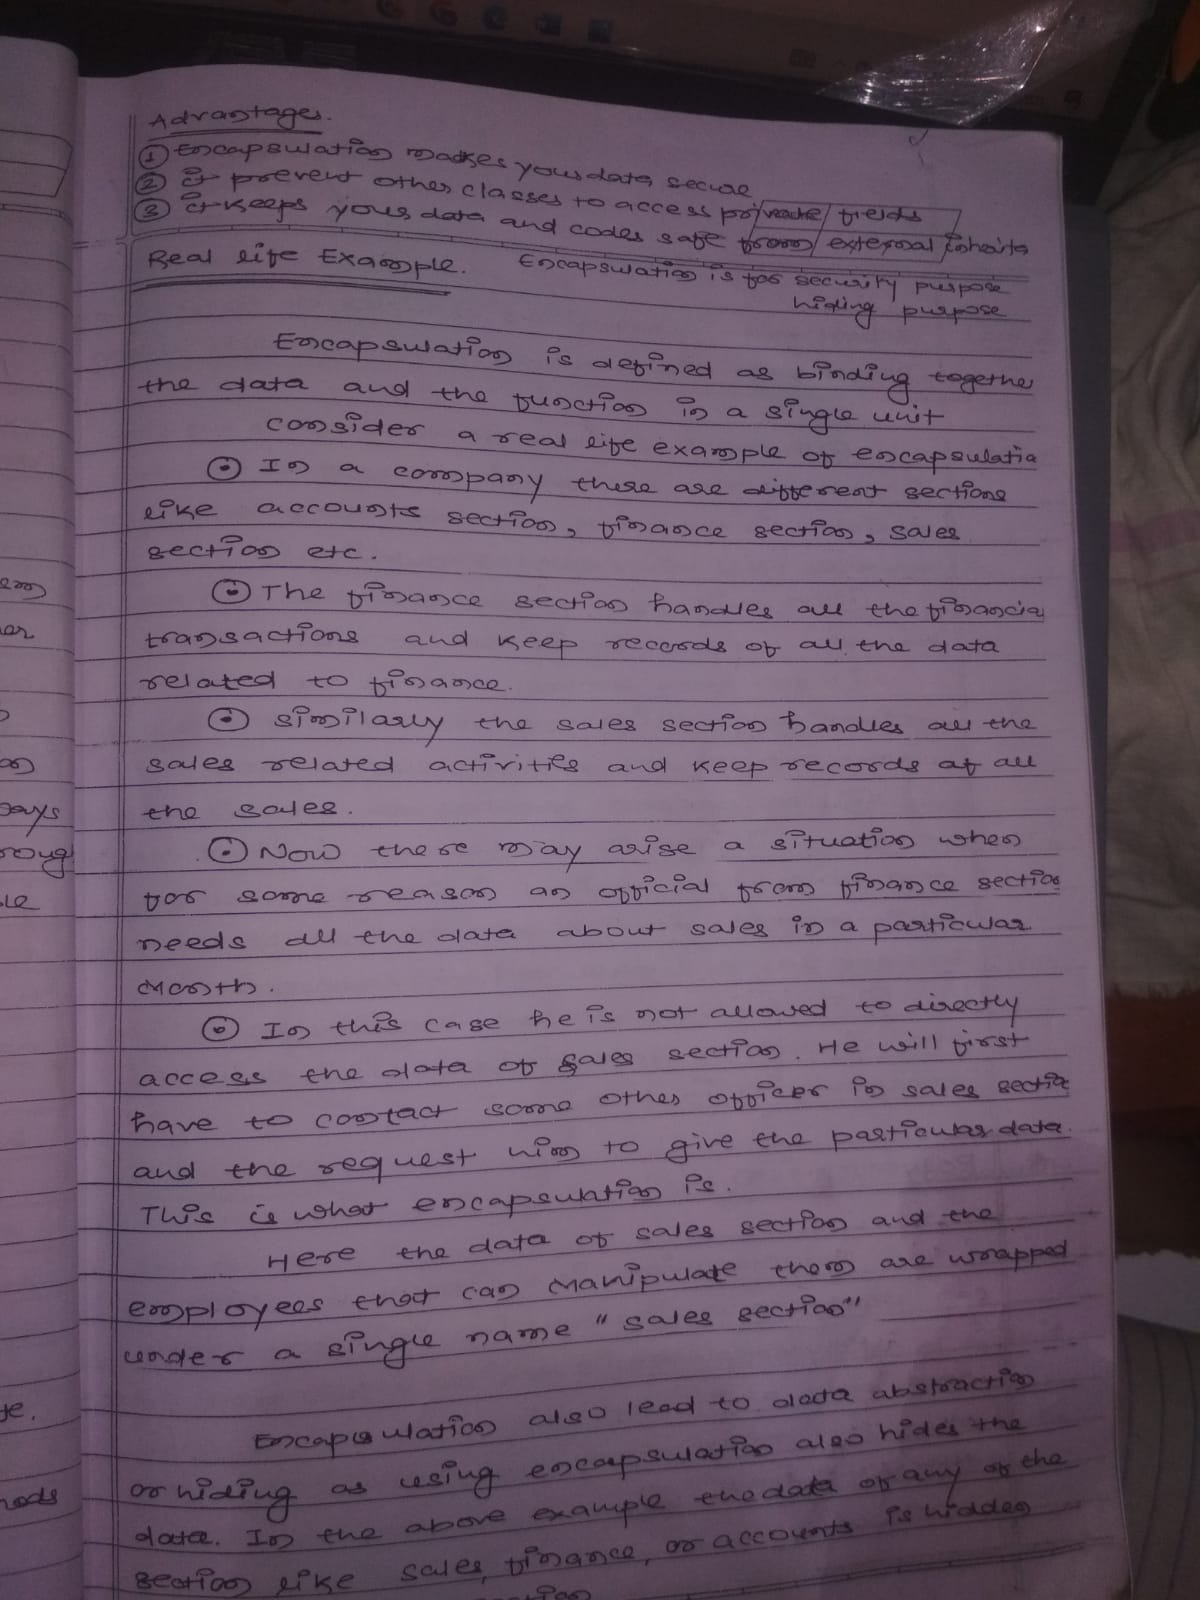 Advantages.
① Encapsulation makes your data secure
② it prevent other classes to access private fields
③ it keeps your data and codes safe from external inherita
Real life Example. Encapsulation is for security purpose
hiding purpose
Encapsulation is defined as binding togethe
the data and the function in a single unit
consider a real life example of encapsulatio
⊙ In a company there are different sections
like accounts section, finance section, sales
section etc.
⊙ The finance section handles all the financia
transactions and keep records of all the data
related to finance.
⊙ similarly the sales section handles all the
sales related activities and keep records of all
the sales.
⊙ Now there may arise a situation when
for some reason an official from finance section
needs all the data about sales in a particular
Month.
⊙ In this case he is not allowed to directly
access the data of sales section. He will first
have to contact some other officer in sales sectio
and the request him to give the particular data.
This is what encapsulation is.
Here the data of sales section and the
employees that can Manipulate them are wrapped
under a single name "sales section"
Encapsulation also lead to data abstraction
or hiding as using encapsulation also hides the
data. In the above example the data of any of the
section like sales, finance, or accounts is hidden